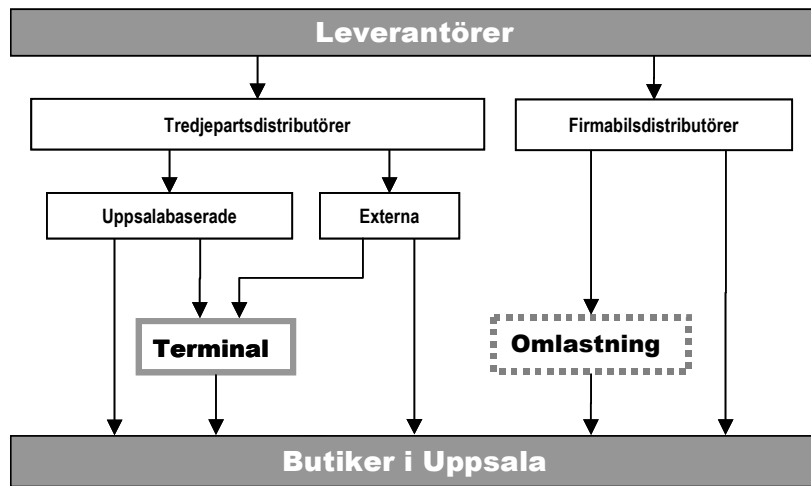 Leverantörer
Tredjepartsdistributörer
Firmabilsdistributörer
Uppsalabaserade
Externa
Terminal
Omlastning
Butiker i Uppsala